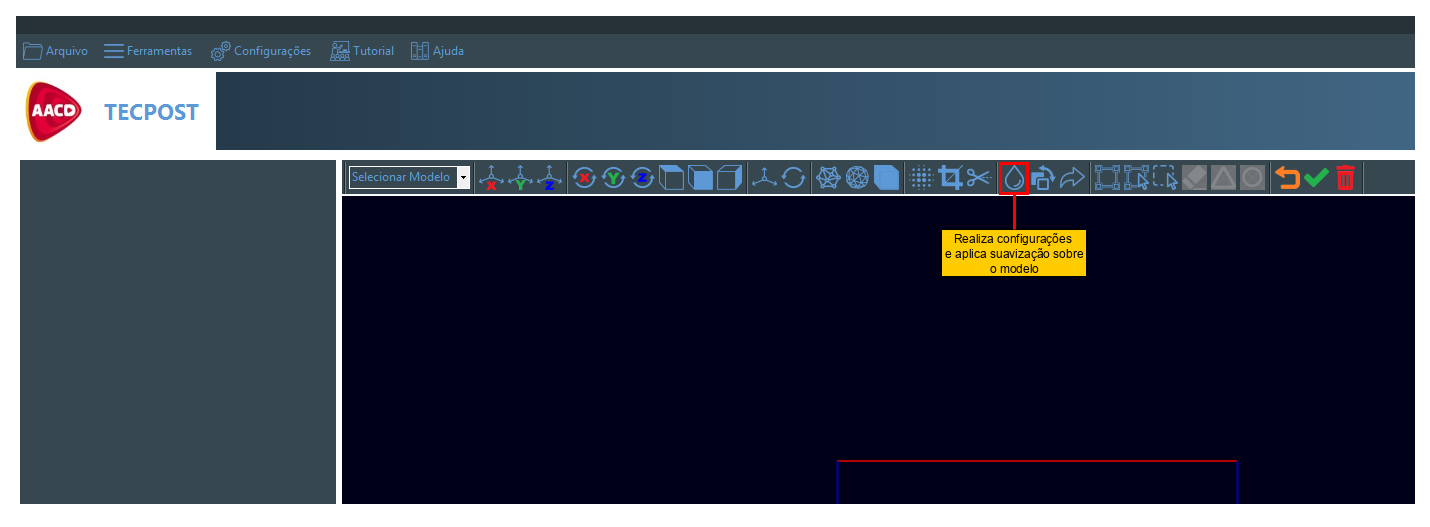 Arquivo Ferramentas Configurações Tutorial Ajuda
AACD TECPOST
Selecionar Modelo X Y Z X Y Z
Realiza configurações
e aplica suavização sobre
o modelo